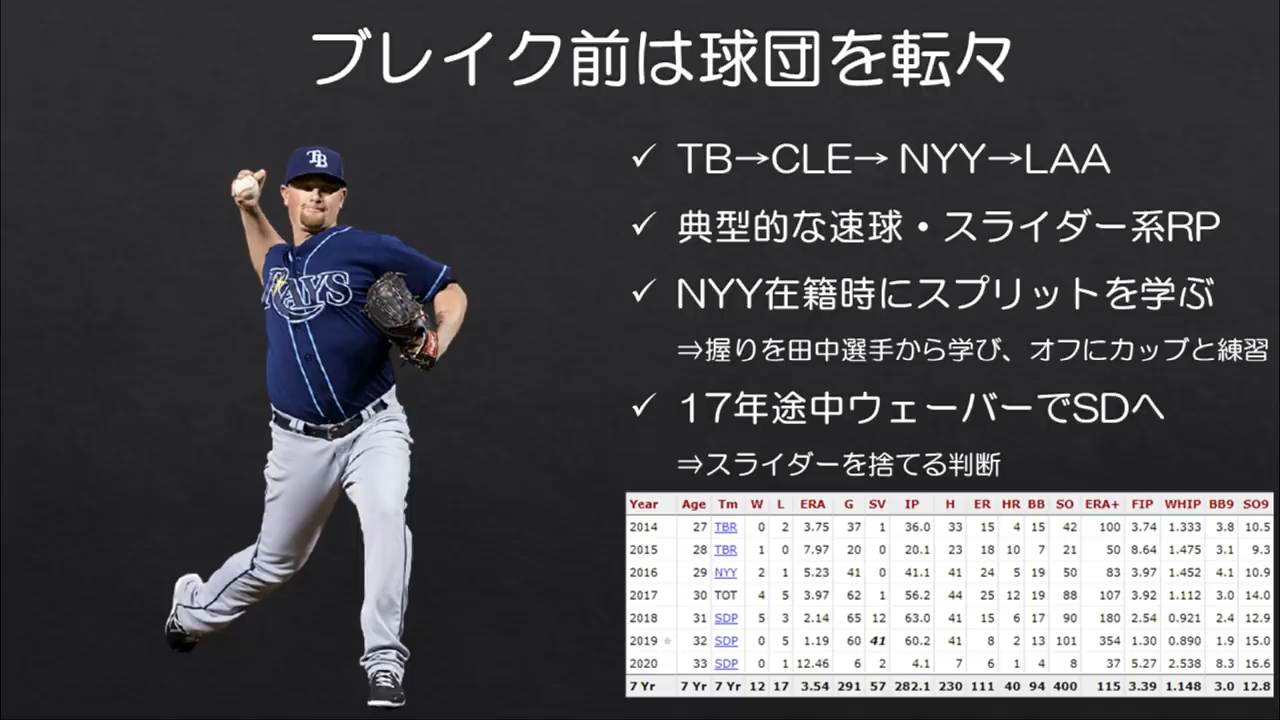 ブレイク前は球団を転々
TB
RAYS
✓ TB→CLE→ NYY→LAA
✓ 典型的な速球・スライダー系RP
✓ NYY在籍時にスプリットを学ぶ
⇒握りを田中選手から学び、オフにカッブと練習
✓ 17年途中ウェーバーでSDへ
⇒スライダーを捨てる判断
Year Age Tm W L ERA G SV IP H ER HR BB SO ERA+ FIP WHIP BB9 SO9
2014 27 TBR 0 2 3.75 37 1 36.0 33 15 4 15 42 100 3.74 1.333 3.8 10.5
2015 28 TBR 1 0 7.97 20 0 20.1 23 18 10 7 21 50 8.64 1.475 3.1 9.3
2016 29 NYY 2 1 5.23 41 0 41.1 41 24 5 19 50 83 3.97 1.452 4.1 10.9
2017 30 TOT 4 5 3.97 62 1 56.2 44 25 12 19 88 107 3.92 1.112 3.0 14.0
2018 31 SDP 5 3 2.14 65 12 63.0 41 15 6 17 90 180 2.54 0.921 2.4 12.9
2019 ★ 32 SDP 0 5 1.19 60 41 60.2 41 8 2 13 101 354 1.30 0.890 1.9 15.0
2020 33 SDP 0 1 12.46 6 2 4.1 7 6 1 4 8 37 5.27 2.538 8.3 16.6
7 Yr 7 Yr 7 Yr 12 17 3.54 291 57 282.1 230 111 40 94 400 115 3.39 1.148 3.0 12.8